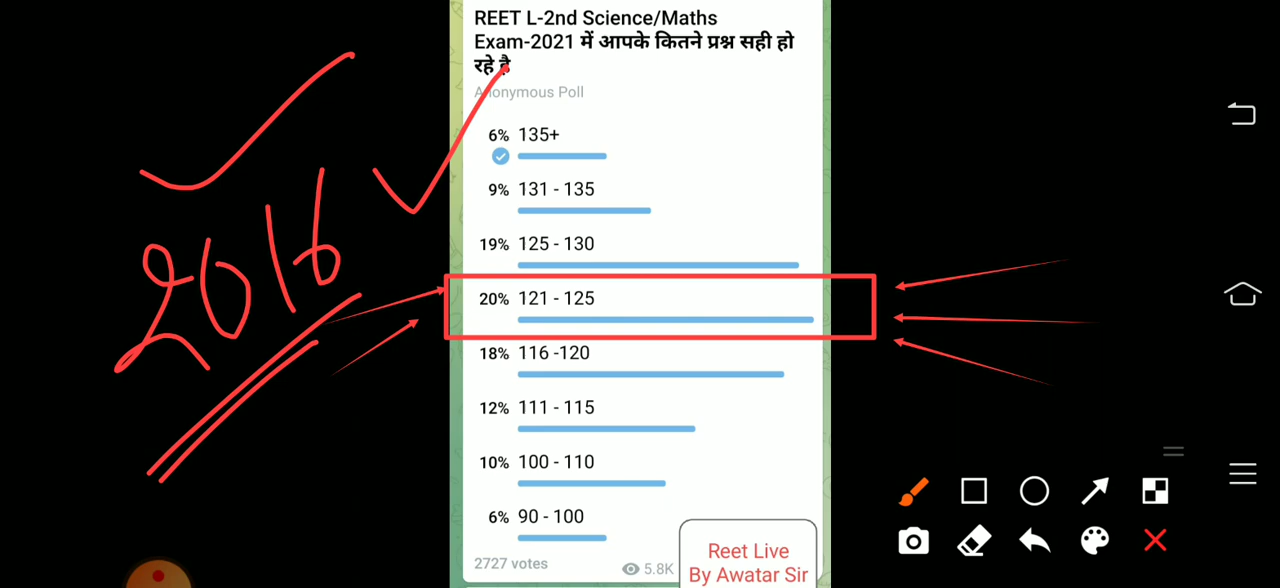 REET L-2nd Science/Maths
Exam-2021 में आपके कितने प्रश्न सही हो
रहे है
Anonymous Poll
6% 135+
9% 131 - 135
19% 125 - 130
2016
20% 121 - 125
18% 116 -120
12% 111 - 115
10% 100 - 110
6% 90 - 100
2727 votes
5.8K
Reet Live
By Awatar Sir